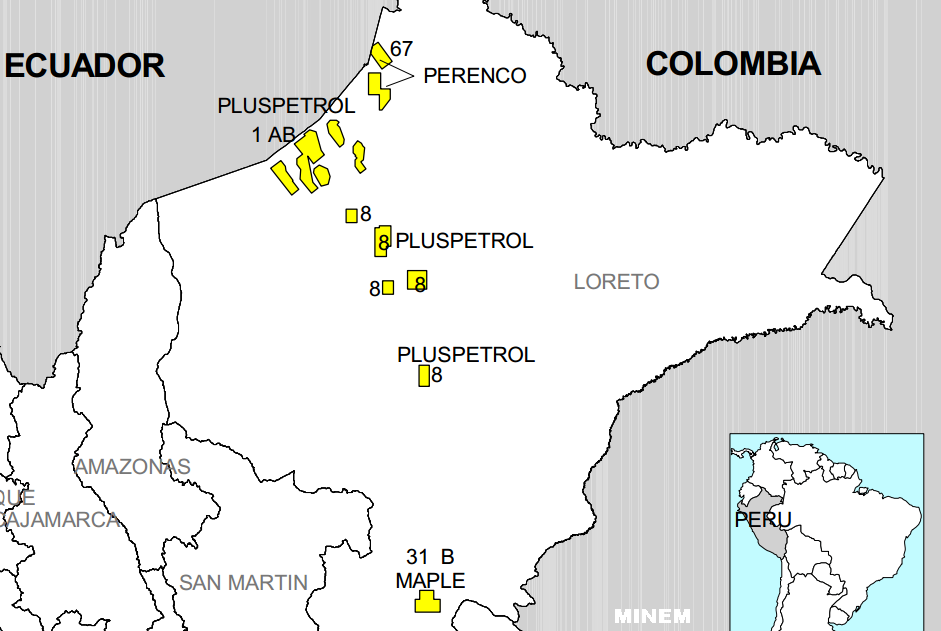 67
ECUADOR
COLOMBIA
PERENCO
PLUSPETROL
1 AB
8
8 PLUSPETROL
LORETO
8
8
PLUSPETROL
8
AMAZONAS
QUE
CAJAMARCA
PERU
31 B
MAPLE
SAN MARTIN
MINEM